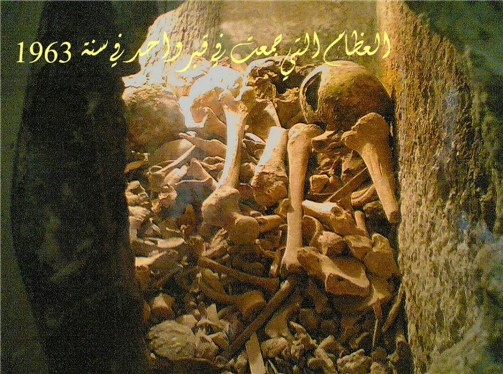 العظام التي جمعت في قبر واحد في سنة 1963